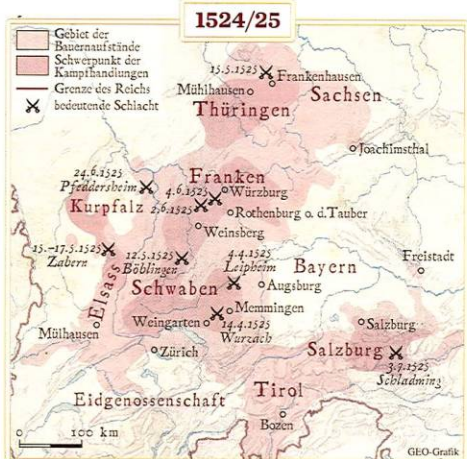 1524/25
Gebiet der
Bauernaufstände
Schwerpunkt der
Kampfhandlungen
Grenze des Reichs
bedeutende Schlacht
15.5.1525
Frankenhausen
Mühlhausen
Sachsen
Thüringen
Joachimsthal
24.6.1525
Pfeddersheim
Franken
4.6.1525
Würzburg
Kurpfalz
2.6.1525
Rothenburg o. d. Tauber
Weinsberg
15.-17.5.1525
Zabern
12.5.1525
Böblingen
4.4.1525
Leipheim
Bayern
Freistadt
Elsass
Schwaben
Augsburg
Memmingen
Mülhausen
Weingarten
14.4.1525
Wurzach
Salzburg
Zürich
Salzburg
3.7.1525
Schladming
Eidgenossenschaft
Tirol
Bozen
0 100 km
GEO-Grafik